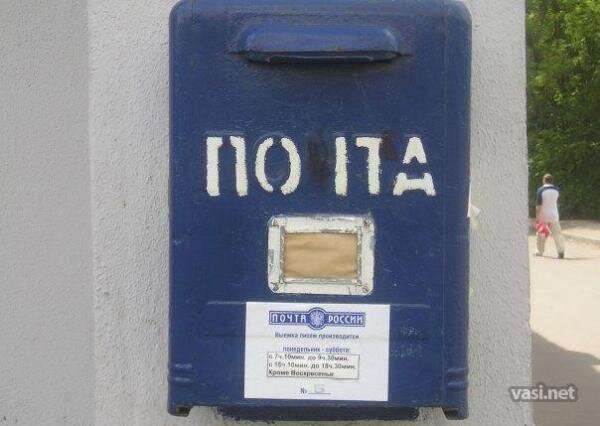 ПОЧТА
ПОЧТА РОССИИ
Выемка писем производится
понедельник - суббота:
с 7ч.10мин. до 9ч.30мин.
с 16ч.10мин. до 18ч.30мин.
Кроме Воскресенья
№
vasi.net